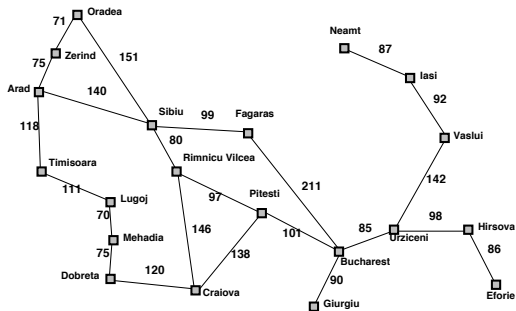 Oradea
71
Neamt
87
Zerind
151
75
Iasi
Arad
140
92
Sibiu
Fagaras
99
118
Vaslui
80
Timisoara
Rimnicu Vilcea
111
142
211
Lugoj
97
Pitesti
70
98
Hirsova
146
85
Urziceni
Mehadia
101
138
86
75
Bucharest
120
90
Dobreta
Eforie
Craiova
Giurgiu